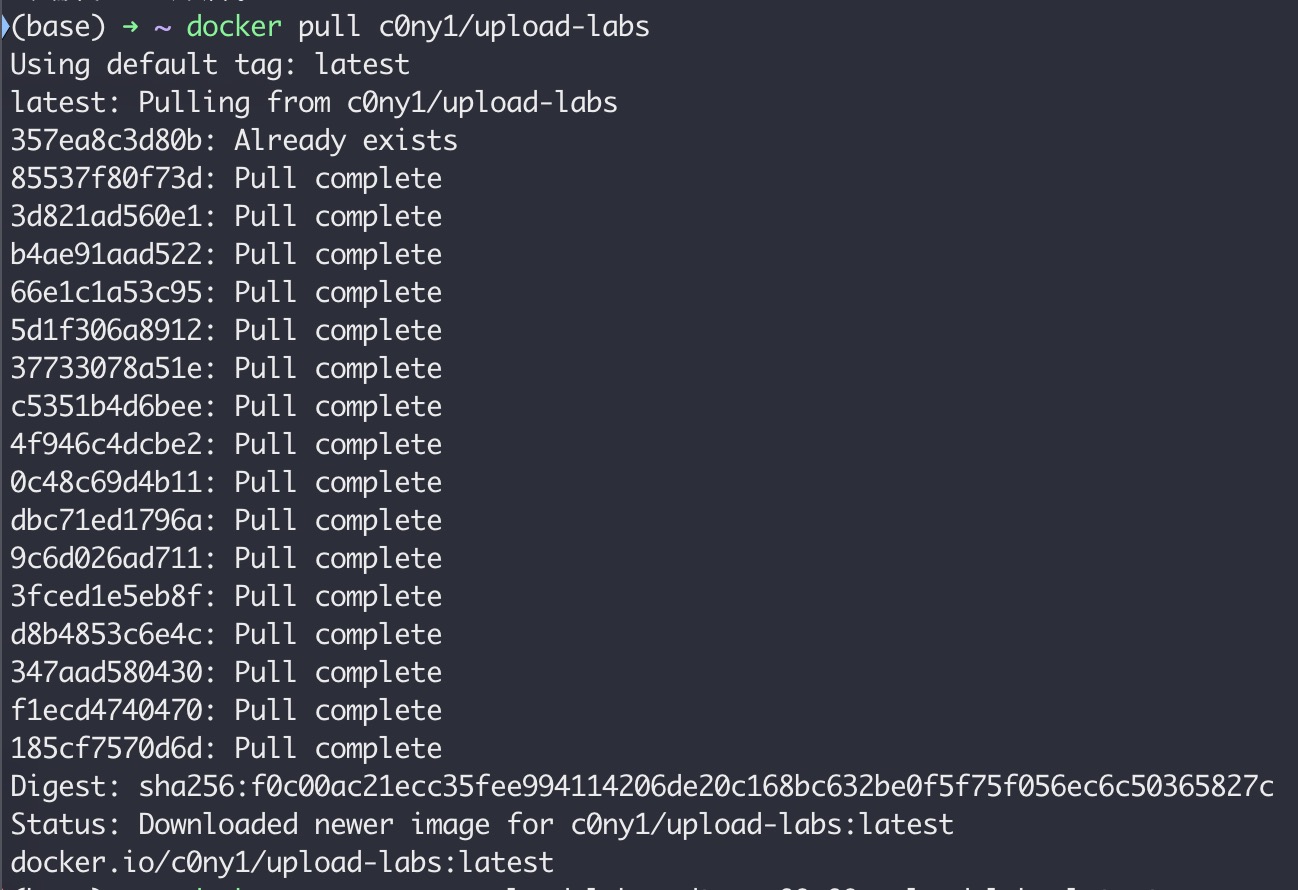 (base) → ~ docker pull c0ny1/upload-labs
Using default tag: latest
latest: Pulling from c0ny1/upload-labs
357ea8c3d80b: Already exists
85537f80f73d: Pull complete
3d821ad560e1: Pull complete
b4ae91aad522: Pull complete
66e1c1a53c95: Pull complete
5d1f306a8912: Pull complete
37733078a51e: Pull complete
c5351b4d6bee: Pull complete
4f946c4dcbe2: Pull complete
0c48c69d4b11: Pull complete
dbc71ed1796a: Pull complete
9c6d026ad711: Pull complete
3fced1e5eb8f: Pull complete
d8b4853c6e4c: Pull complete
347aad580430: Pull complete
f1ecd4740470: Pull complete
185cf7570d6d: Pull complete
Digest: sha256:f0c00ac21ecc35fee994114206de20c168bc632be0f5f75f056ec6c50365827c
Status: Downloaded newer image for c0ny1/upload-labs:latest
docker.io/c0ny1/upload-labs:latest